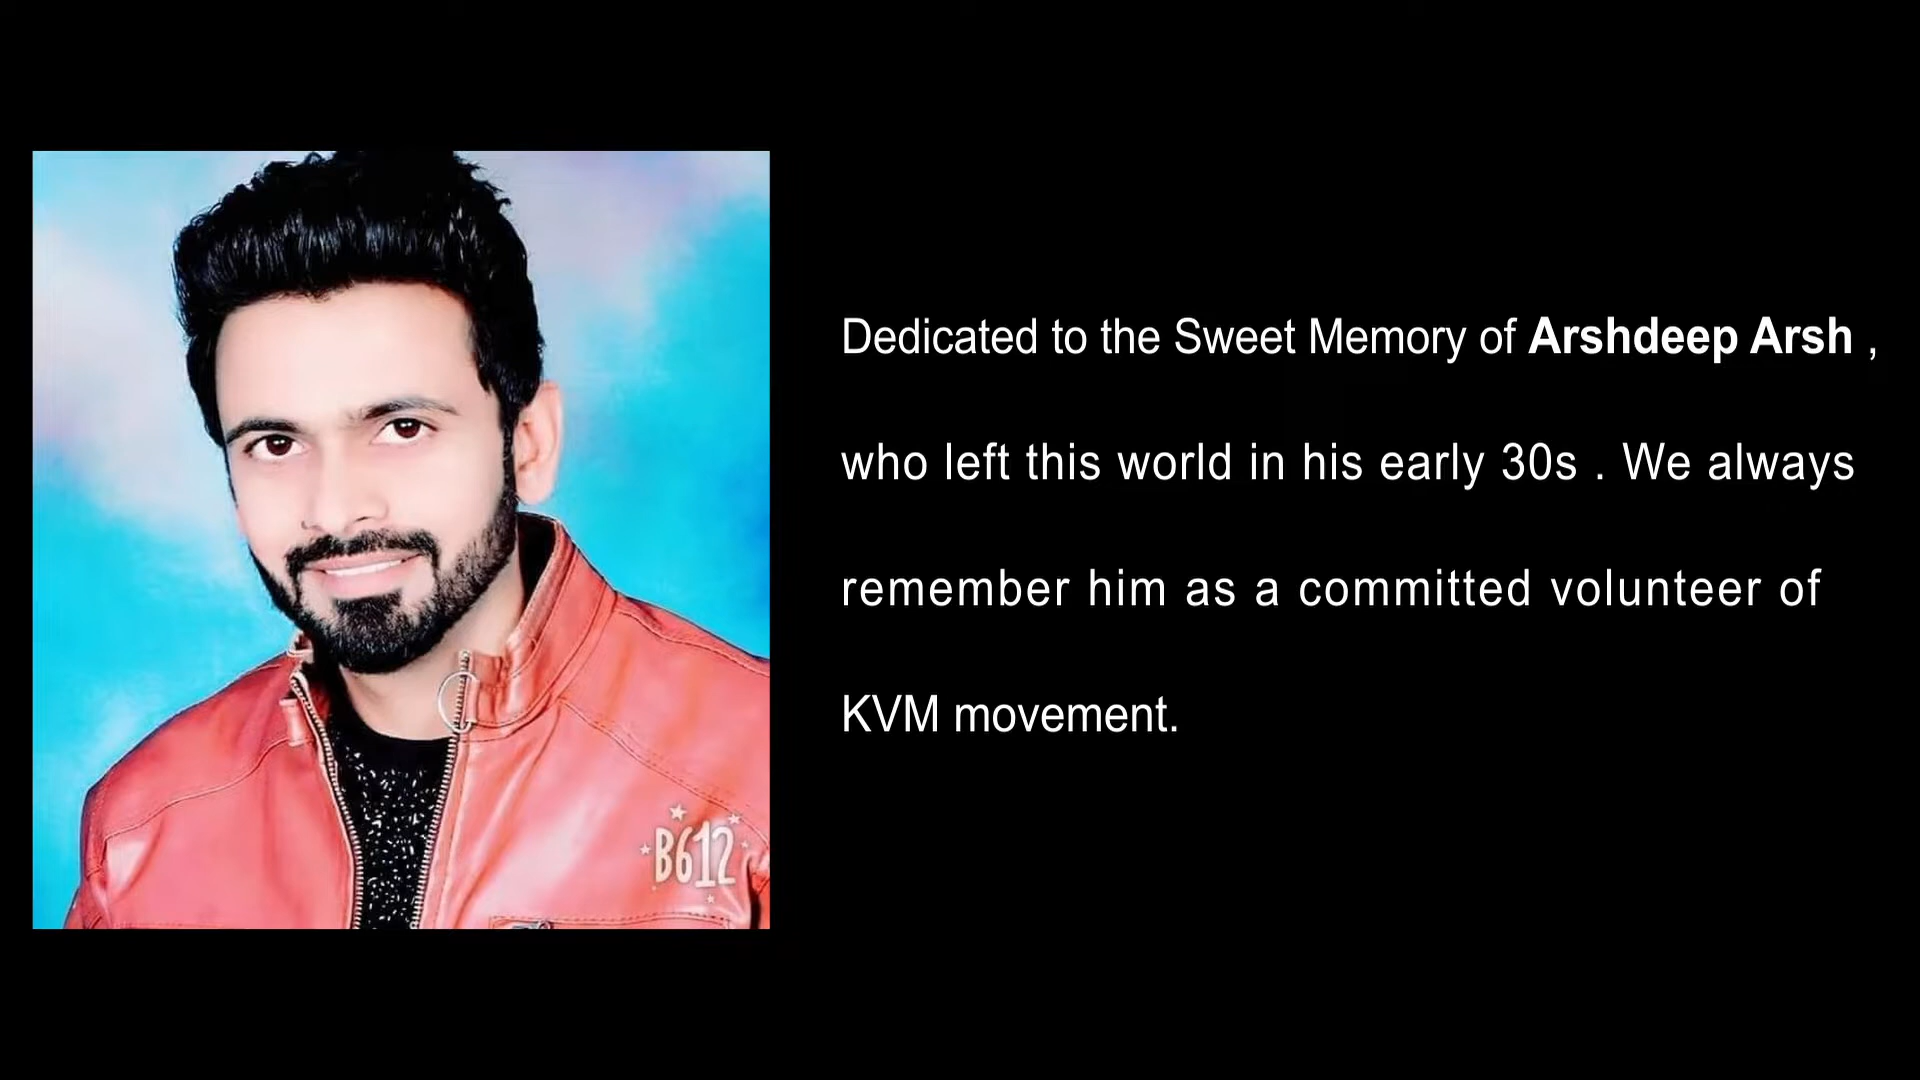 Dedicated to the Sweet Memory of Arshdeep Arsh ,
who left this world in his early 30s . We always
remember him as a committed volunteer of
KVM movement.
B612